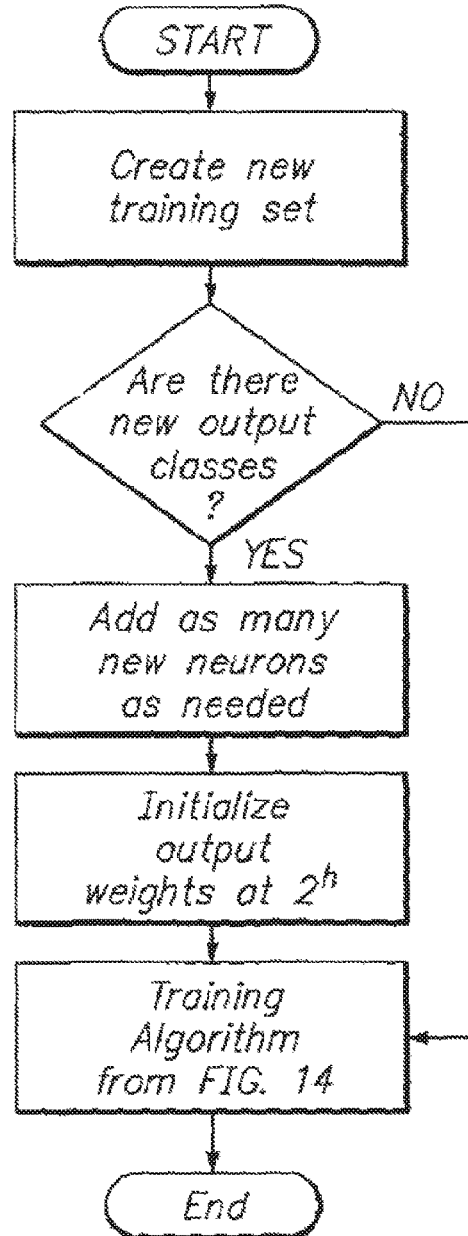 START
Create new
training set
Are there
new output
classes
?
NO
YES
Add as many
new neurons
as needed
Initialize
output
weights at 2ʰ
Training
Algorithm
from FIG. 14
End